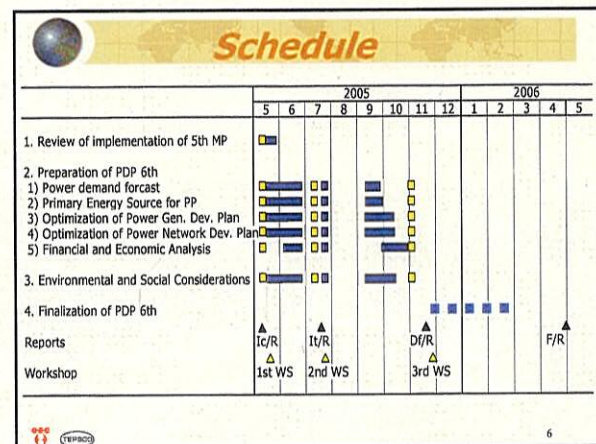 Schedule
2005 2006
5 6 7 8 9 10 11 12 1 2 3 4 5
1. Review of implementation of 5th MP
2. Preparation of PDP 6th
1) Power demand forcast
2) Primary Energy Source for PP
3) Optimization of Power Gen. Dev. Plan
4) Optimization of Power Network Dev. Plan
5) Financial and Economic Analysis
3. Environmental and Social Considerations
4. Finalization of PDP 6th
Reports Ic/R It/R Df/R F/R
Workshop 1st WS 2nd WS 3rd WS
TEPSCO 6